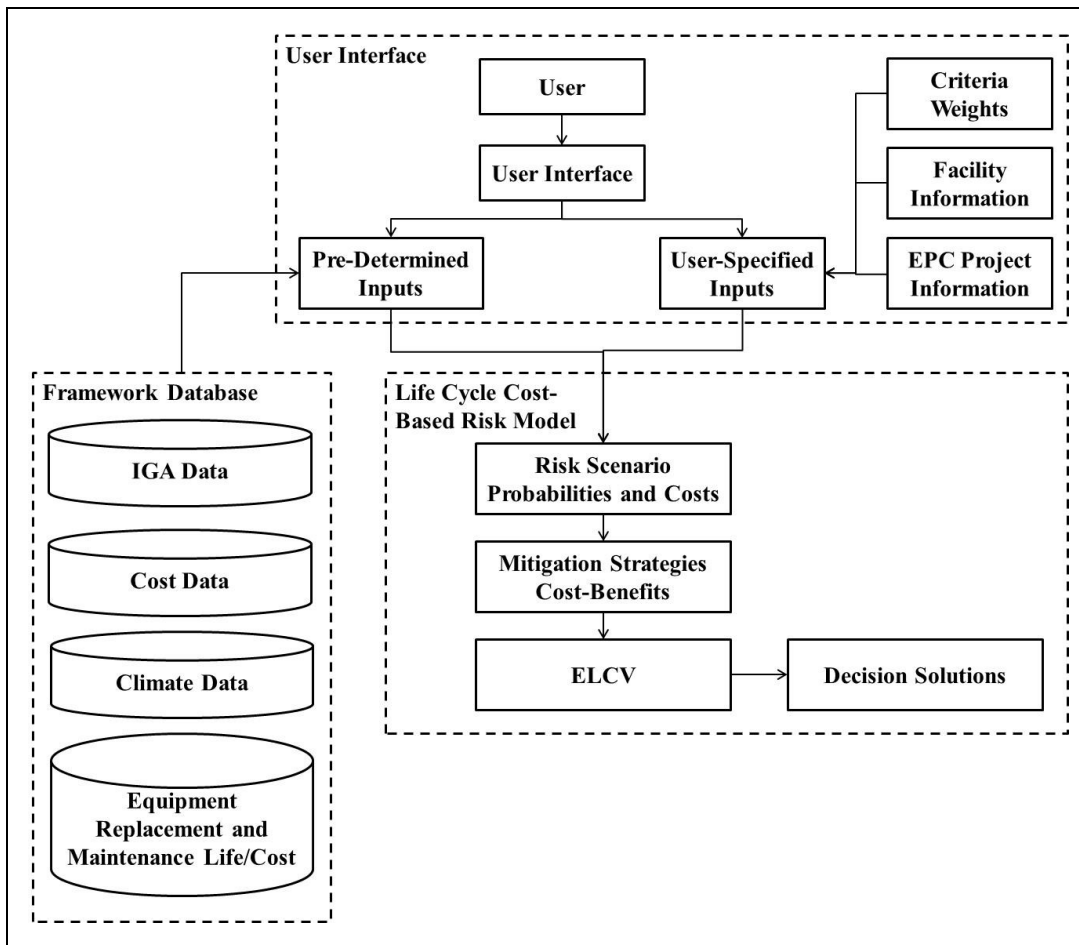 User Interface
User
User Interface
Pre-Determined
Inputs
User-Specified
Inputs
Criteria
Weights
Facility
Information
EPC Project
Information
Framework Database
IGA Data
Cost Data
Climate Data
Equipment
Replacement and
Maintenance Life/Cost
Life Cycle Cost-
Based Risk Model
Risk Scenario
Probabilities and Costs
Mitigation Strategies
Cost-Benefits
ELCV
Decision Solutions